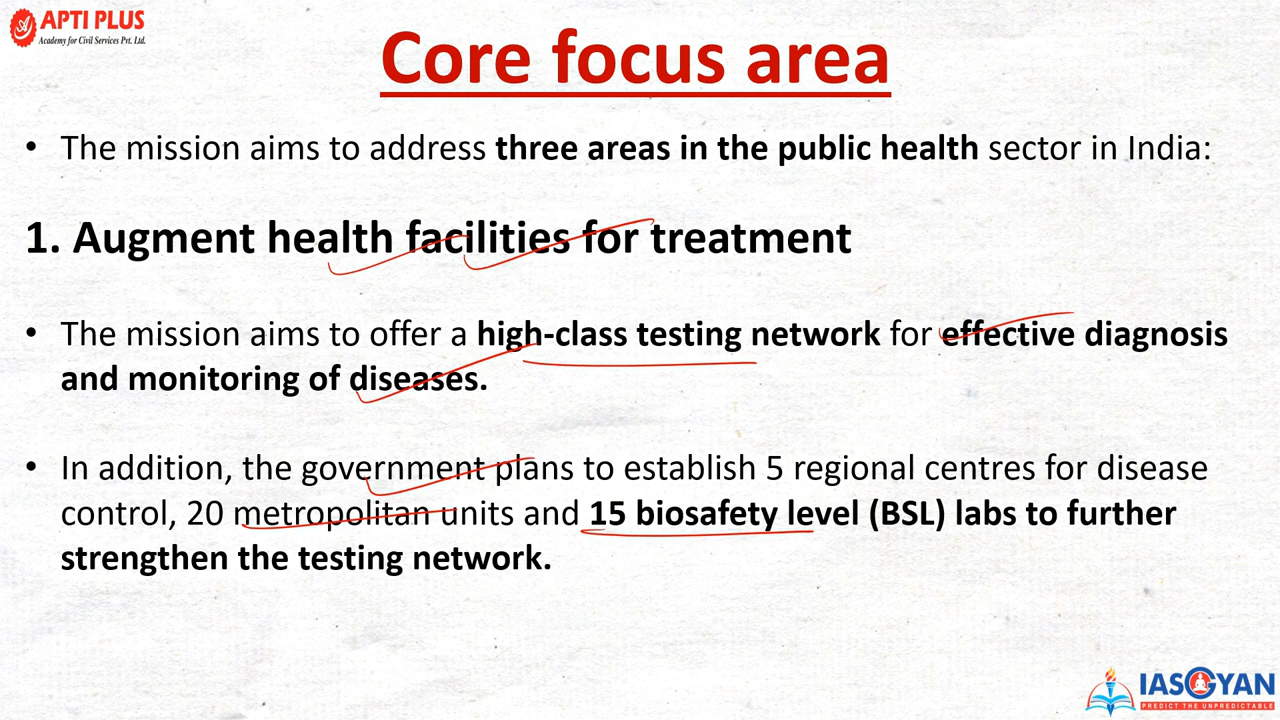 APTI PLUS
Academy for Civil Services Pvt. Ltd.
Core focus area
• The mission aims to address three areas in the public health sector in India:
1. Augment health facilities for treatment
• The mission aims to offer a high-class testing network for effective diagnosis
and monitoring of diseases.
• In addition, the government plans to establish 5 regional centres for disease
control, 20 metropolitan units and 15 biosafety level (BSL) labs to further
strengthen the testing network.
IASGYAN
PREDICT THE UNPREDICTABLE